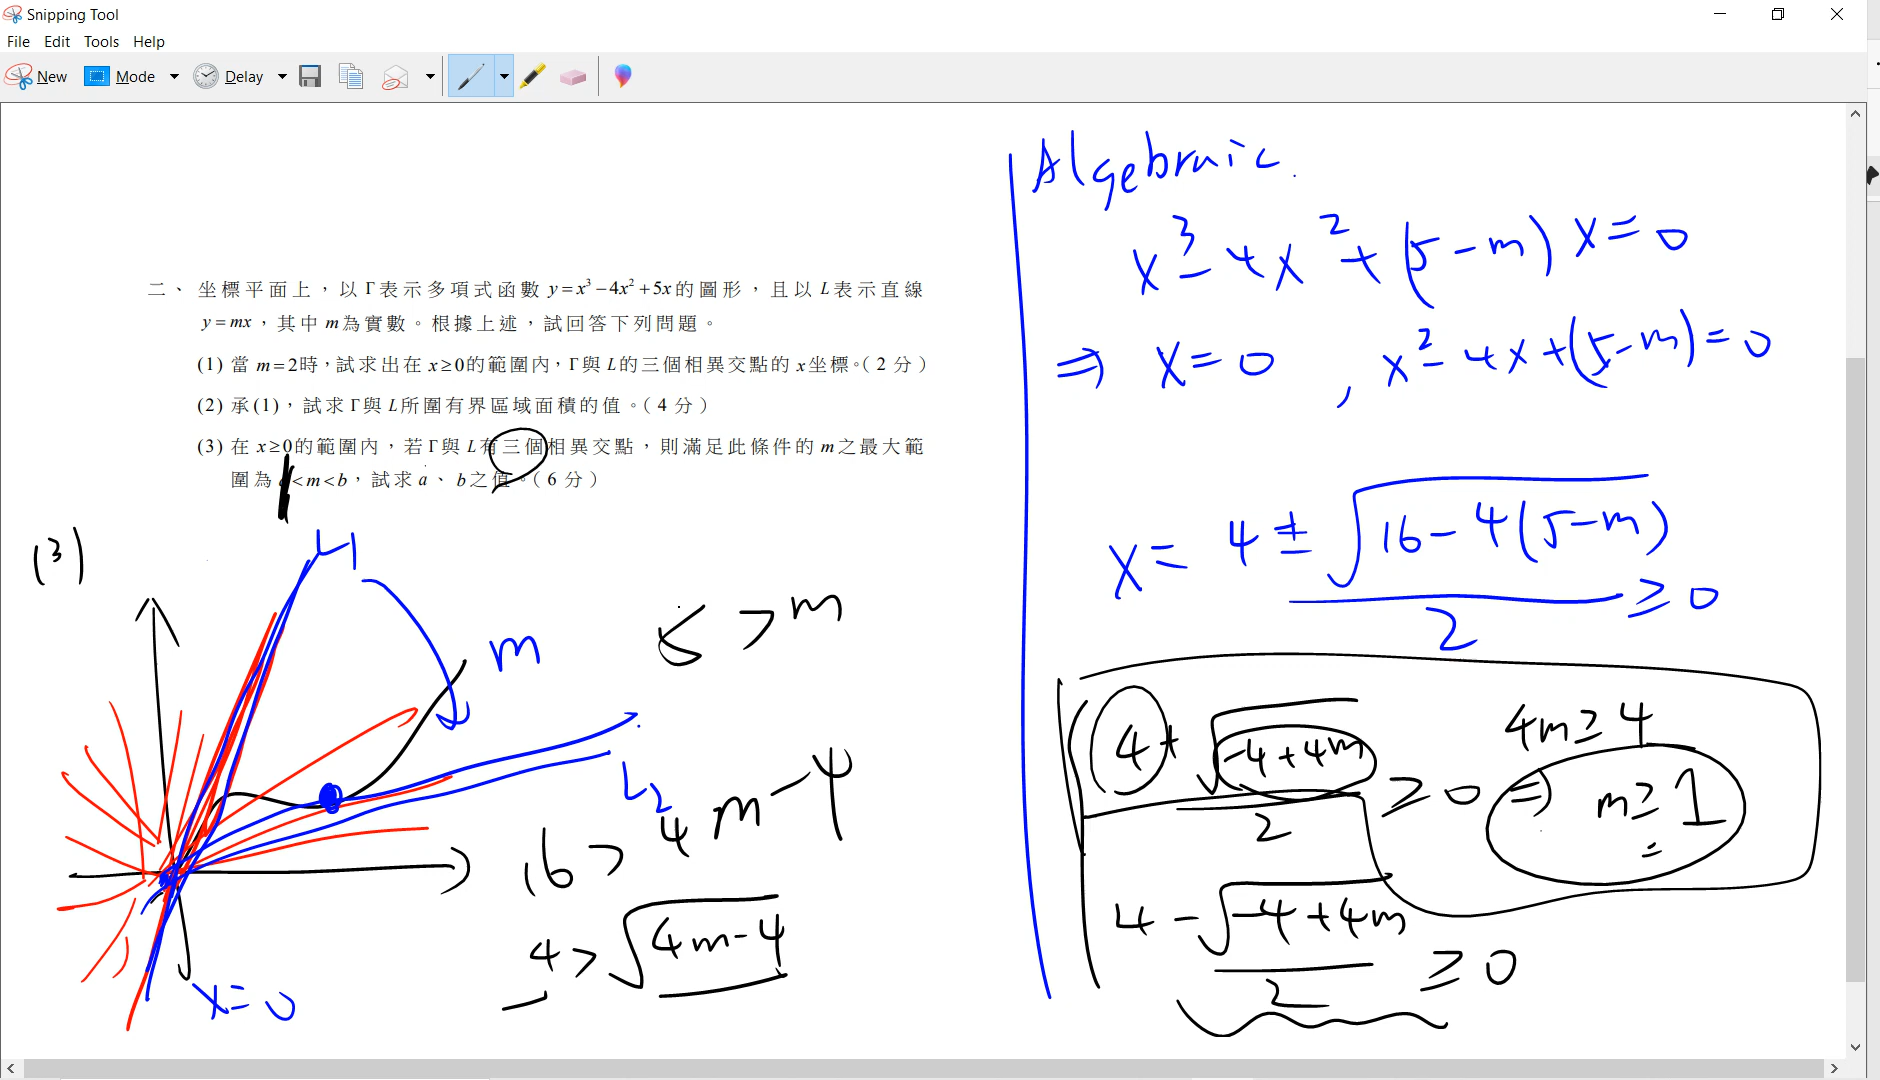 Snipping Tool
File Edit Tools Help
New Mode Delay
二、坐標平面上，以Γ表示多項式函數 y=x³−4x²+5x 的圖形，且以 L 表示直線
y=mx，其中 m 為實數。根據上述，試回答下列問題。
(1) 當 m=2時，試求出在 x≥0的範圍內，Γ與 L的三個相異交點的 x坐標。（2 分）
(2) 承(1)，試求Γ與 L所圍有界區域面積的值。（4 分）
(3) 在 x≥0的範圍內，若Γ與 L有三個相異交點，則滿足此條件的 m之最大範
圍為 <m<b，試求 a、b之值。（6 分）
(3)
L1
m
L2
x=0
5>m
16>4m-4
4>√4m-4
Algebraic.
x³-4x²+(5-m)x=0
⇒ x=0 , x²-4x+(5-m)=0
x= 4±√16-4(5-m) / 2 ≥0
4+√-4+4m / 2 ≥0 ⇒ m≥1
4m≥4
4-√-4+4m / 2 ≥0